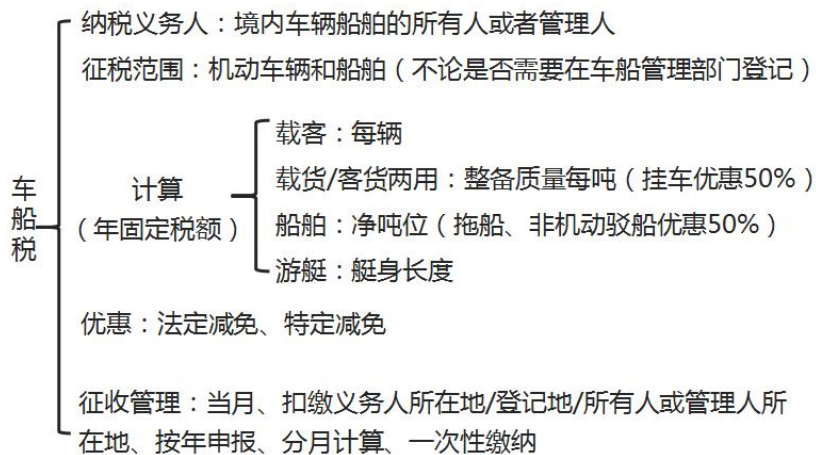 车船税
纳税义务人：境内车辆船舶的所有人或者管理人
征税范围：机动车辆和船舶（不论是否需要在车船管理部门登记）
计算
（年固定税额）
载客：每辆
载货/客货两用：整备质量每吨（挂车优惠50%）
船舶：净吨位（拖船、非机动驳船优惠50%）
游艇：艇身长度
优惠：法定减免、特定减免
征收管理：当月、扣缴义务人所在地/登记地/所有人或管理人所
在地、按年申报、分月计算、一次性缴纳